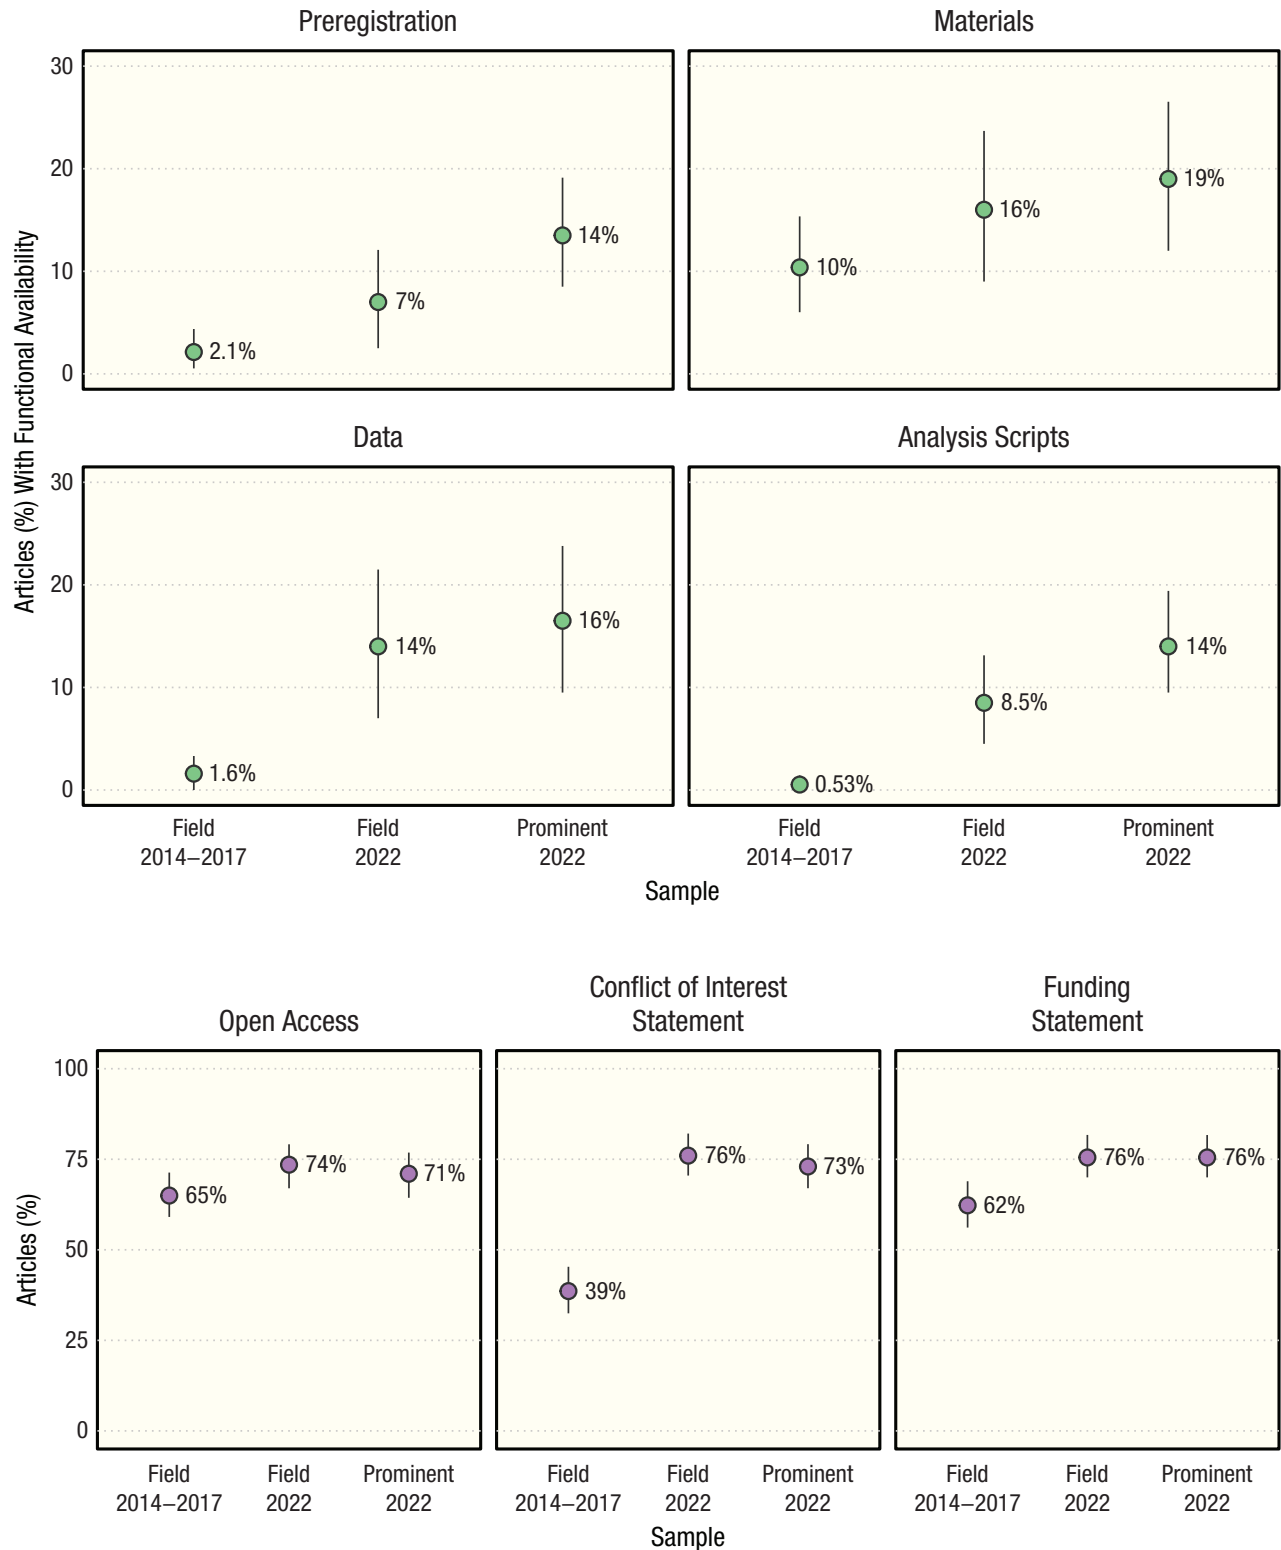 Preregistration
Materials
Articles (%) With Functional Availability
30
20
10
0
2.1%
7%
14%
10%
16%
19%
Data
Analysis Scripts
30
20
10
0
1.6%
14%
16%
0.53%
8.5%
14%
Field
2014–2017
Field
2022
Prominent
2022
Field
2014–2017
Field
2022
Prominent
2022
Sample
Open Access
Conflict of Interest
Statement
Funding
Statement
Articles (%)
100
75
50
25
0
65%
74%
71%
39%
76%
73%
62%
76%
76%
Field
2014–2017
Field
2022
Prominent
2022
Field
2014–2017
Field
2022
Prominent
2022
Field
2014–2017
Field
2022
Prominent
2022
Sample